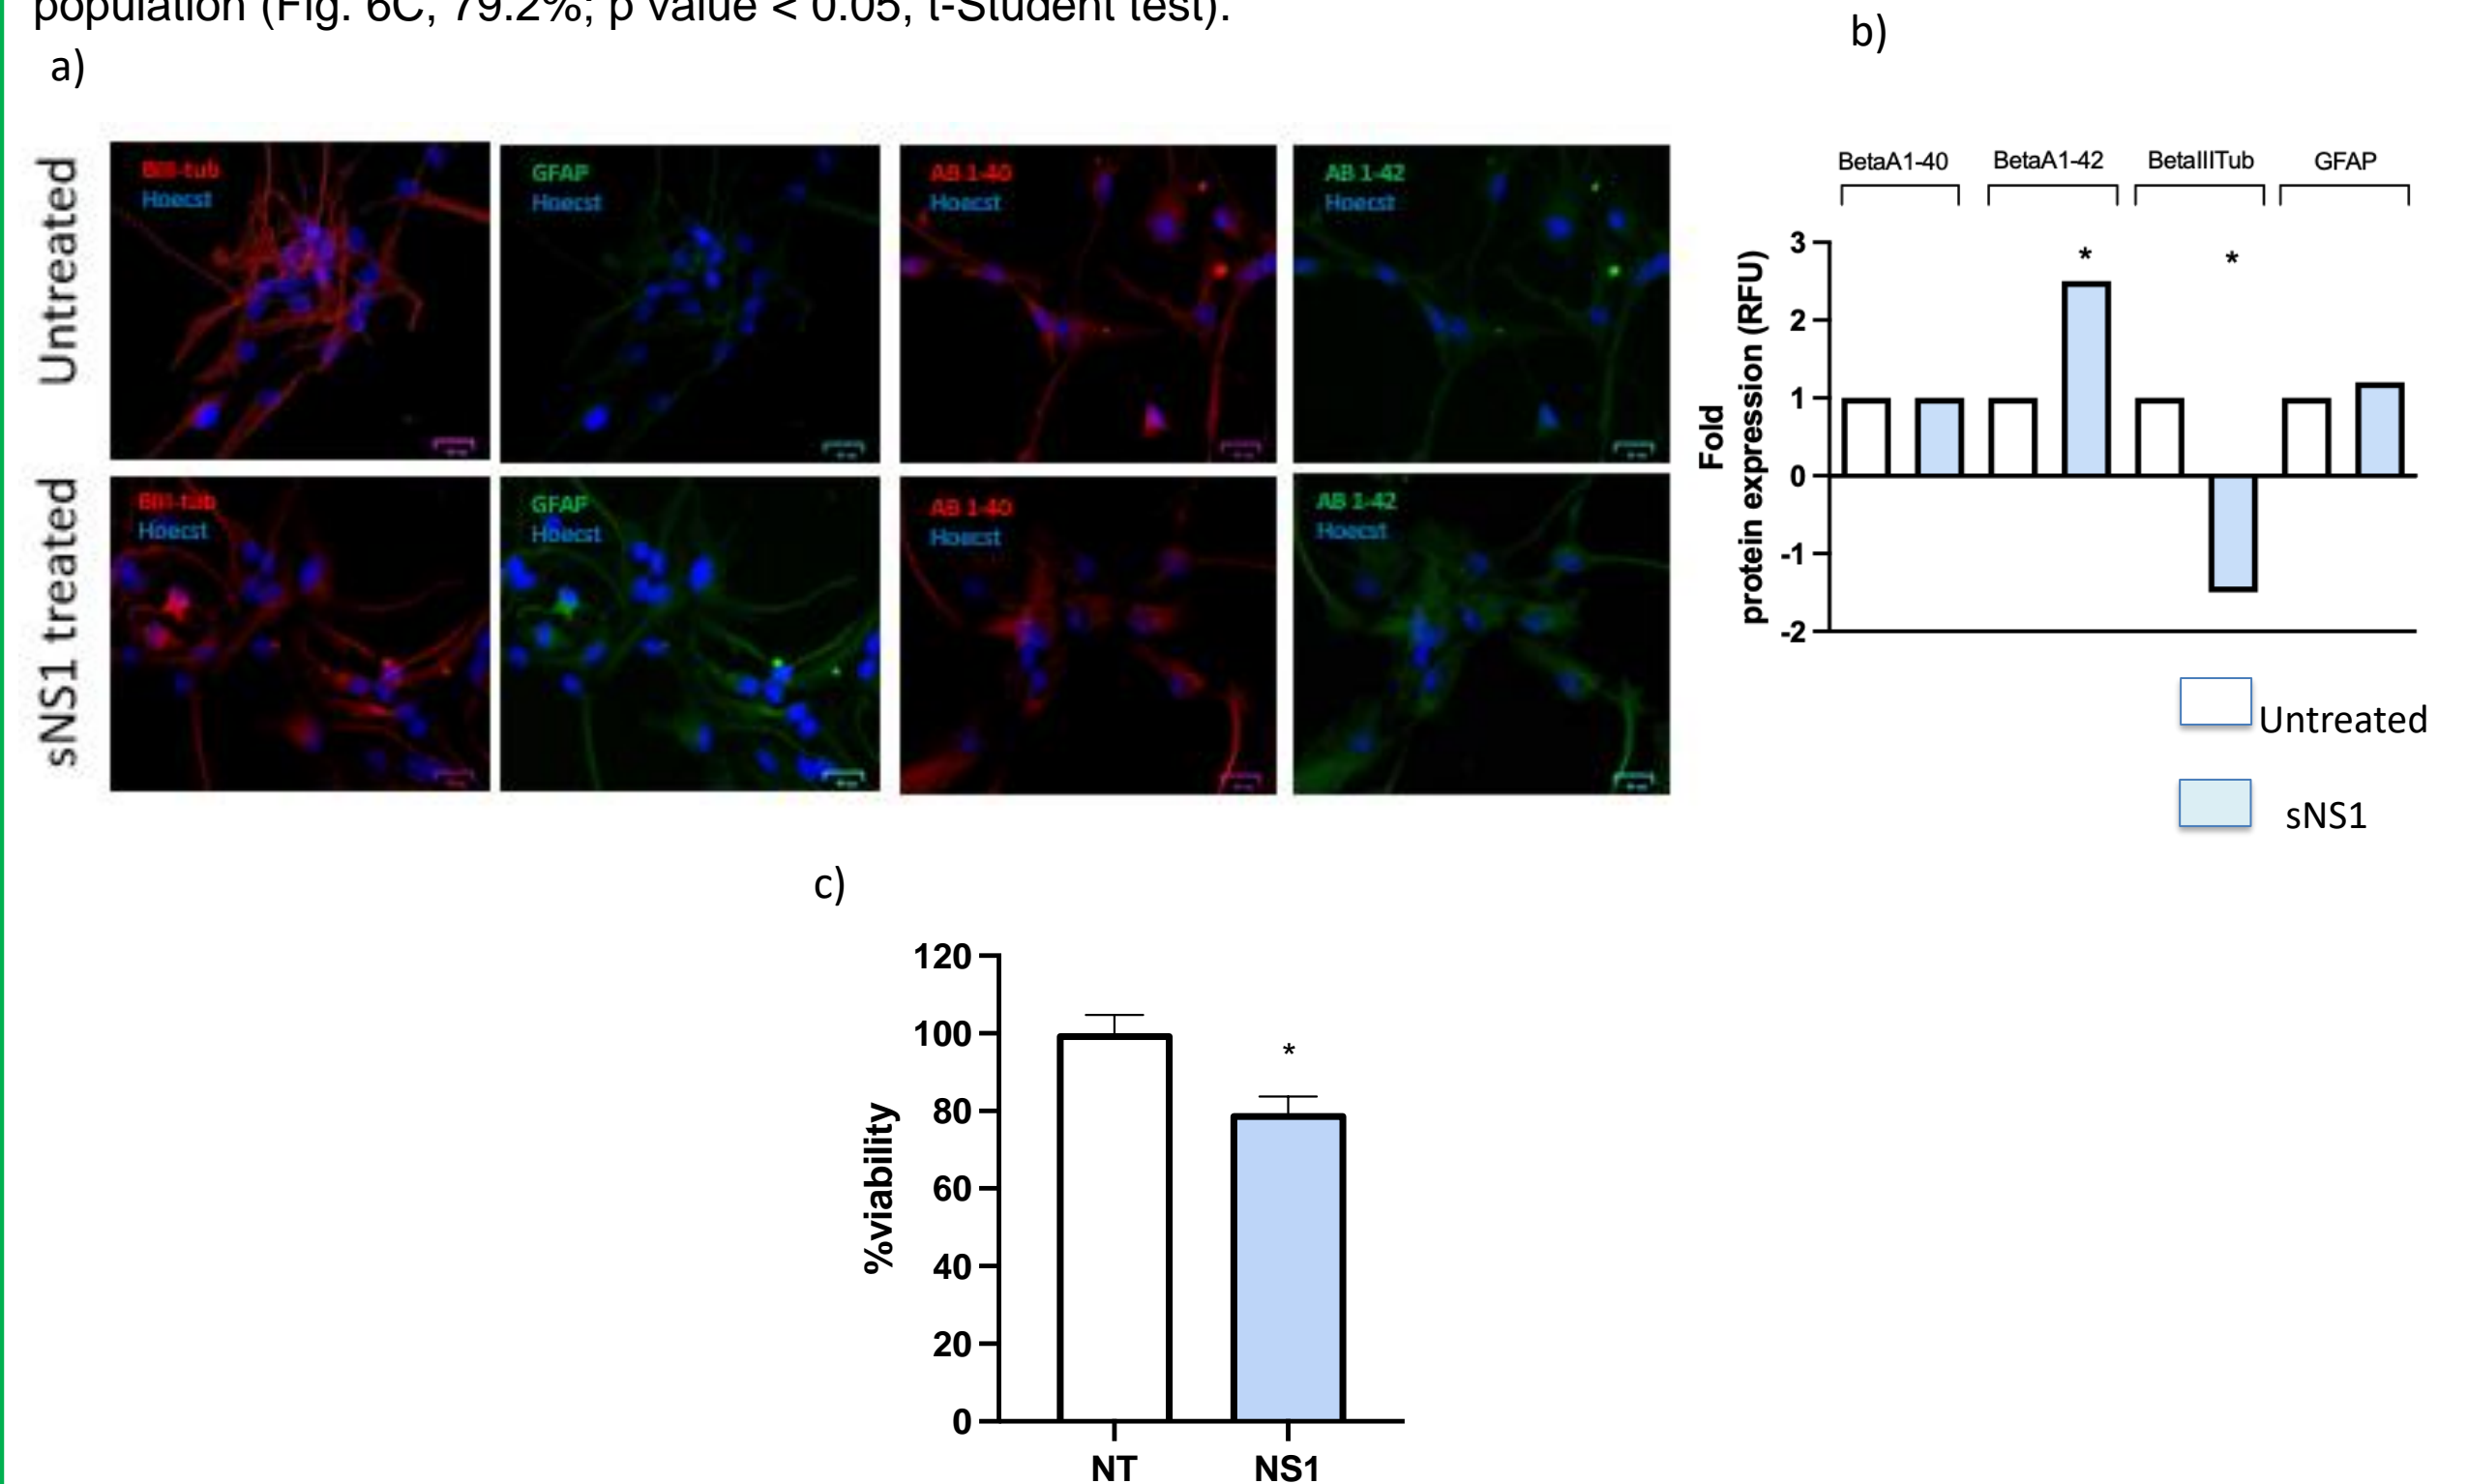 population (Fig. 6C, 79.2%; p value < 0.05, t-Student test).
a)
b)
Untreated
BIII-tub
Hoecst
GFAP
Hoecst
AB 1-40
Hoecst
AB 1-42
Hoecst
sNS1 treated
BIII-tub
Hoecst
GFAP
Hoecst
AB 1-40
Hoecst
AB 1-42
Hoecst
BetaA1-40 BetaA1-42 BetaIIITub GFAP
Fold
protein expression (RFU)
3
2
1
0
-1
-2
* *
Untreated
sNS1
c)
%viability
120
100
80
60
40
20
0
*
NT NS1